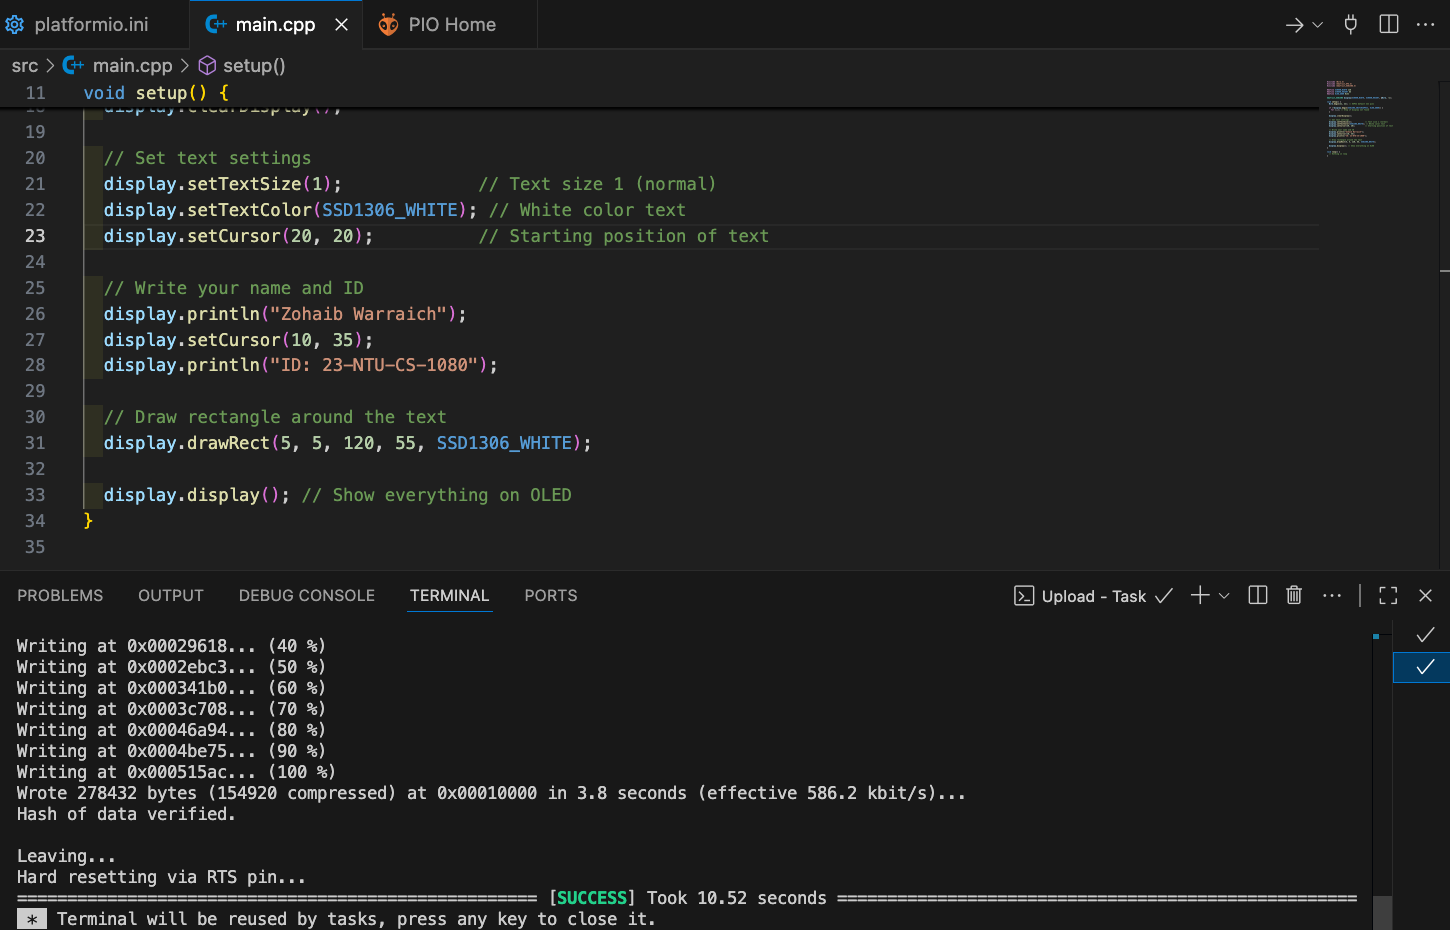 platformio.ini
main.cpp
PIO Home
src > main.cpp > setup()
11 void setup() {
18 display.clearDisplay();
19
20 // Set text settings
21 display.setTextSize(1); // Text size 1 (normal)
22 display.setTextColor(SSD1306_WHITE); // White color text
23 display.setCursor(20, 20); // Starting position of text
24
25 // Write your name and ID
26 display.println("Zohaib Warraich");
27 display.setCursor(10, 35);
28 display.println("ID: 23-NTU-CS-1080");
29
30 // Draw rectangle around the text
31 display.drawRect(5, 5, 120, 55, SSD1306_WHITE);
32
33 display.display(); // Show everything on OLED
34 }
35
PROBLEMS OUTPUT DEBUG CONSOLE TERMINAL PORTS Upload - Task
Writing at 0x00029618... (40 %)
Writing at 0x0002ebc3... (50 %)
Writing at 0x000341b0... (60 %)
Writing at 0x0003c708... (70 %)
Writing at 0x00046a94... (80 %)
Writing at 0x0004be75... (90 %)
Writing at 0x000515ac... (100 %)
Wrote 278432 bytes (154920 compressed) at 0x00010000 in 3.8 seconds (effective 586.2 kbit/s)...
Hash of data verified.
Leaving...
Hard resetting via RTS pin...
==================================================== [SUCCESS] Took 10.52 seconds ====================================================
* Terminal will be reused by tasks, press any key to close it.